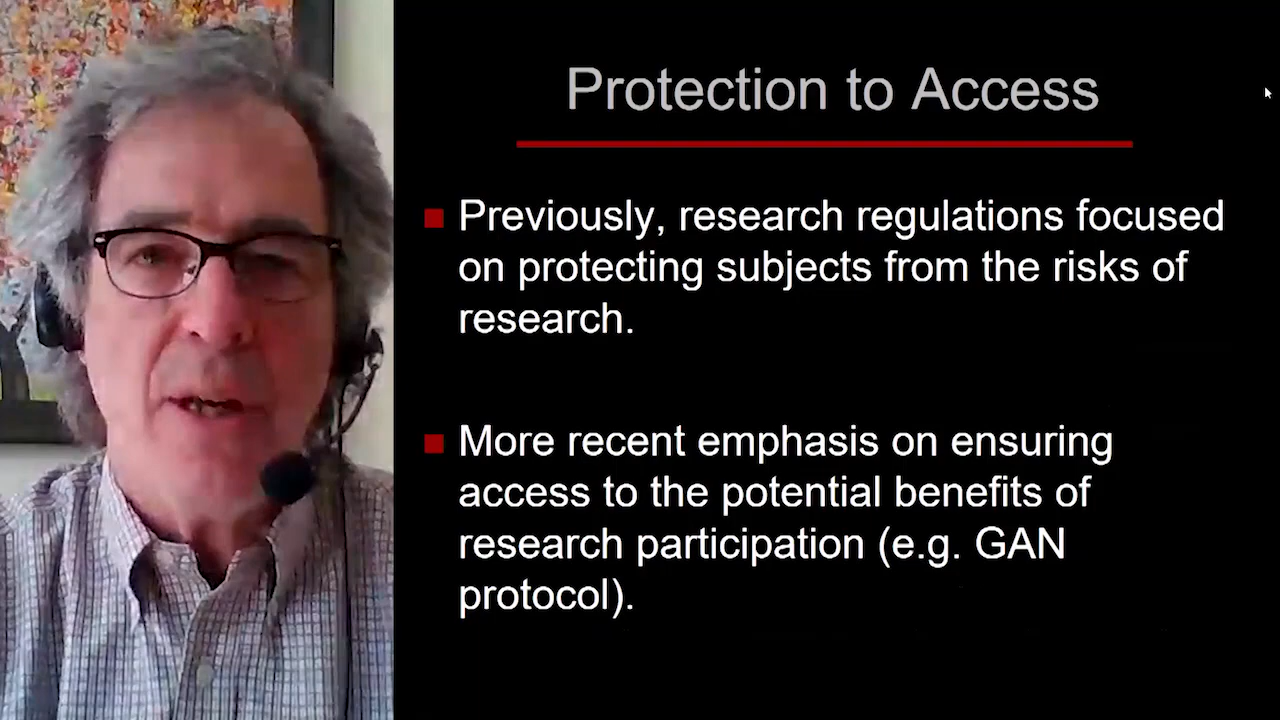 Protection to Access
Previously, research regulations focused
on protecting subjects from the risks of
research.
More recent emphasis on ensuring
access to the potential benefits of
research participation (e.g. GAN
protocol).